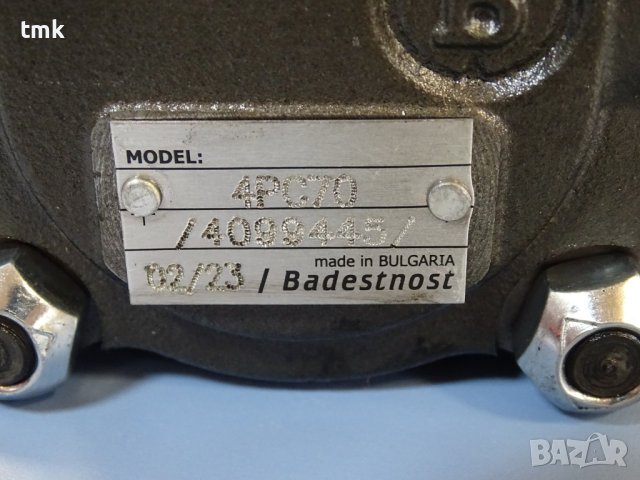 tmk
B
MODEL:
4PC70
/4099445/
made in BULGARIA
02/23 / Badestnost
BAZAR